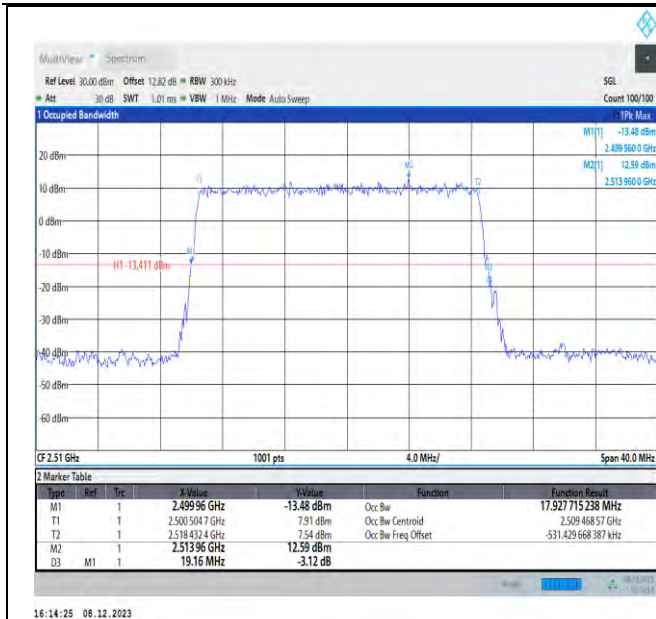 MultiView Spectrum
Ref Level 30.00 dBm Offset 12.82 dB RBW 300 kHz SGL
Att 30 dB SWT 1.01 ms VBW 1 MHz Mode Auto Sweep Count 100/100
1 Occupied Bandwidth 1Pk Max
M1[1] -13.48 dBm
2.499 960 0 GHz
M2[1] 12.59 dBm
2.513 960 0 GHz
20 dBm
10 dBm
T1 M2 T2
0 dBm
-10 dBm
H1 -13.411 dBm
-20 dBm
-30 dBm
-40 dBm
-50 dBm
-60 dBm
CF 2.51 GHz 1001 pts 4.0 MHz/ Span 40.0 MHz
2 Marker Table
Type Ref Trc X-Value Y-Value Function Function Result
M1 1 2.499 96 GHz -13.48 dBm Occ Bw 17.927 715 238 MHz
T1 1 2.500 504 7 GHz 7.91 dBm Occ Bw Centroid 2.509 468 57 GHz
T2 1 2.518 432 4 GHz 7.54 dBm Occ Bw Freq Offset -531.429 668 387 kHz
M2 1 2.513 96 GHz 12.59 dBm
D3 M1 1 19.16 MHz -3.12 dB
16:14:25 08.12.2023